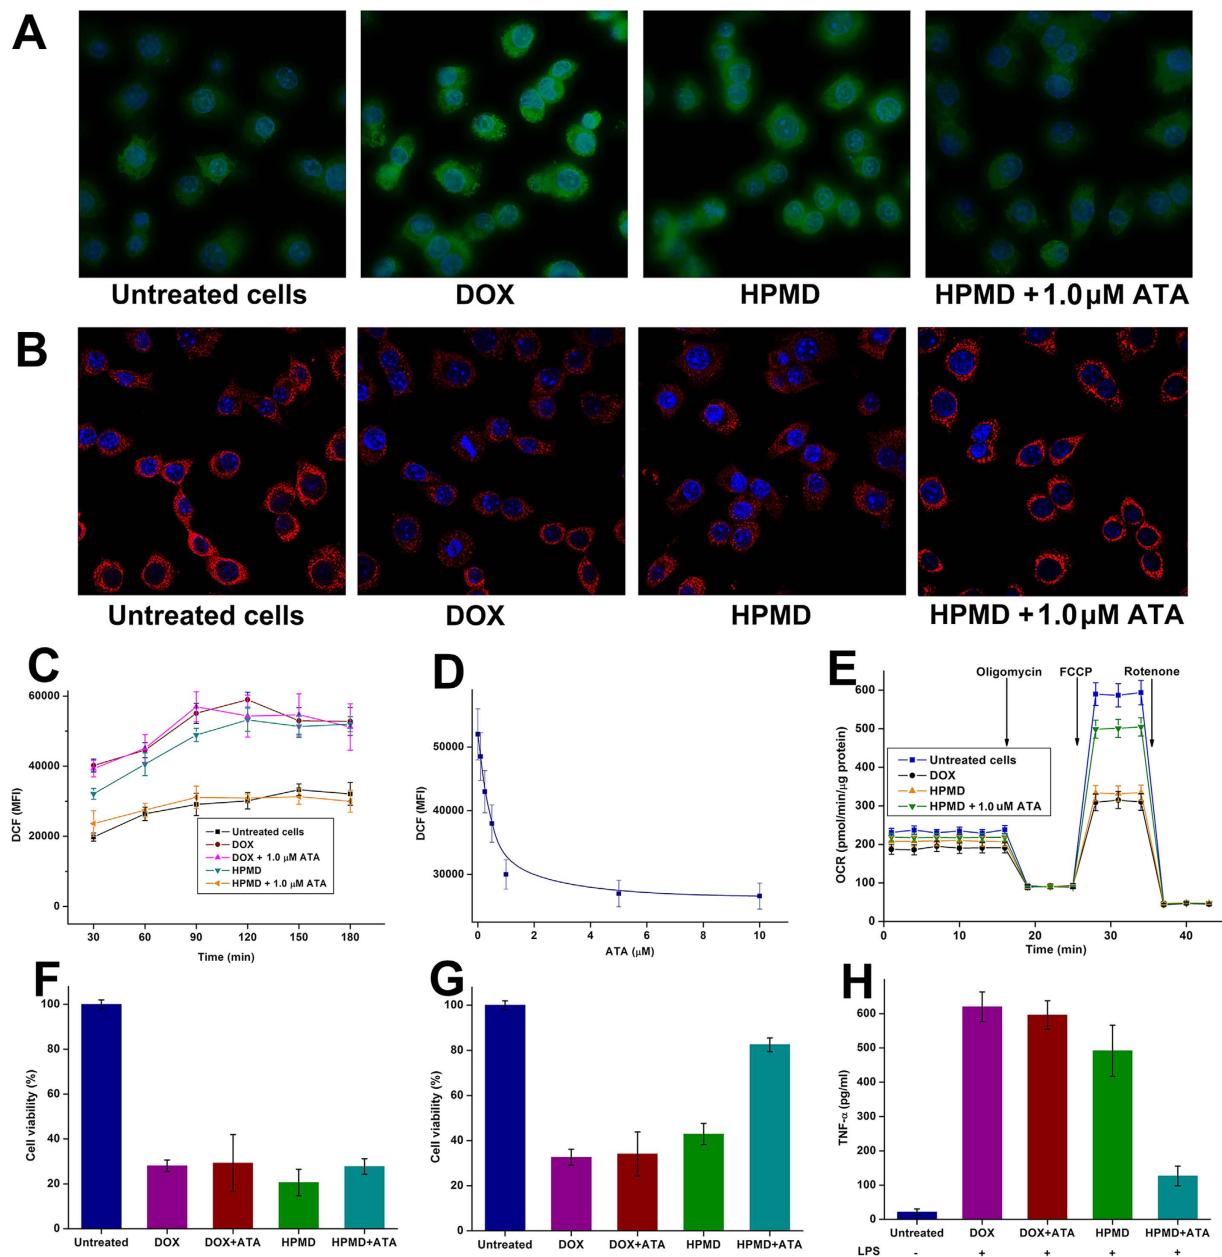 A
Untreated cells
DOX
HPMD
HPMD + 1.0 μM ATA
B
Untreated cells
DOX
HPMD
HPMD + 1.0 μM ATA
C
60000
40000
20000
0
DCF (MFI)
30 60 90 120 150 180
Time (min)
Untreated cells
DOX
DOX + 1.0 μM ATA
HPMD
HPMD + 1.0 μM ATA
D
50000
40000
30000
DCF (MFI)
0 2 4 6 8 10
ATA (μM)
E
Oligomycin
FCCP
Rotenone
600
500
400
300
200
100
0
OCR (pmol/min/μg protein)
Untreated cells
DOX
HPMD
HPMD + 1.0 uM ATA
0 10 20 30 40
Time (min)
F
100
80
60
40
20
0
Cell viability (%)
Untreated DOX DOX+ATA HPMD HPMD+ATA
G
100
80
60
40
20
0
Cell viability (%)
Untreated DOX DOX+ATA HPMD HPMD+ATA
H
600
500
400
300
200
100
0
TNF-α (pg/ml)
Untreated DOX DOX+ATA HPMD HPMD+ATA
LPS - + + + +